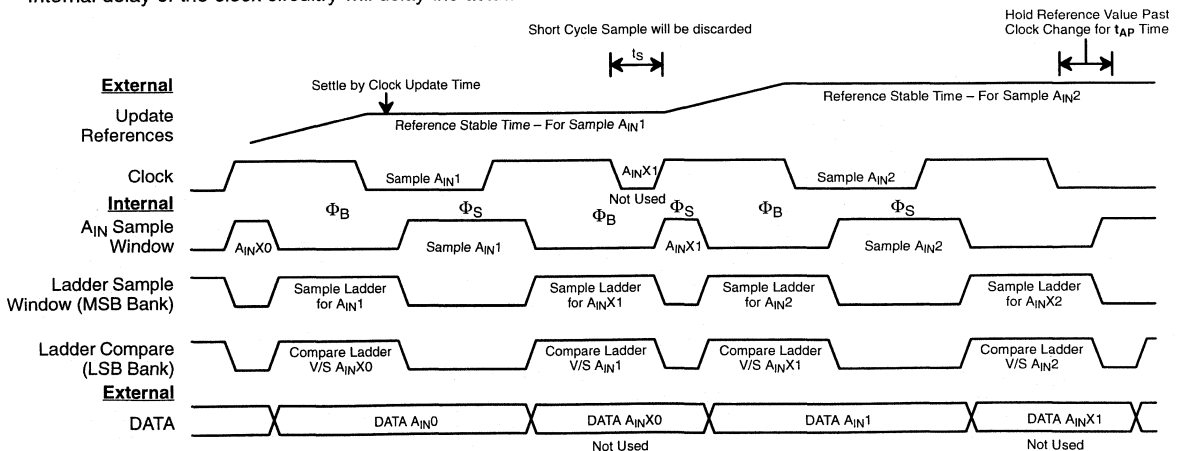 Internal delay of the clock circuitry will delay the
Hold Reference Value Past
Clock Change for tAP Time
Short Cycle Sample will be discarded
tS
External
Settle by Clock Update Time
Update
References
Reference Stable Time – For Sample AIN1
Reference Stable Time – For Sample AIN2
Clock
Sample AIN1
AINX1
Not Used
Sample AIN2
Internal
ΦB
ΦS
ΦB
ΦS
ΦB
ΦS
AIN Sample
Window
AINX0
Sample AIN1
AINX1
Sample AIN2
Ladder Sample
Window (MSB Bank)
Sample Ladder
for AIN1
Sample Ladder
for AINX1
Sample Ladder
for AIN2
Sample Ladder
for AINX2
Ladder Compare
(LSB Bank)
Compare Ladder
V/S AINX0
Compare Ladder
V/S AIN1
Compare Ladder
V/S AINX1
Compare Ladder
V/S AIN2
External
DATA
DATA AIN0
DATA AINX0
DATA AIN1
DATA AINX1
Not Used
Not Used